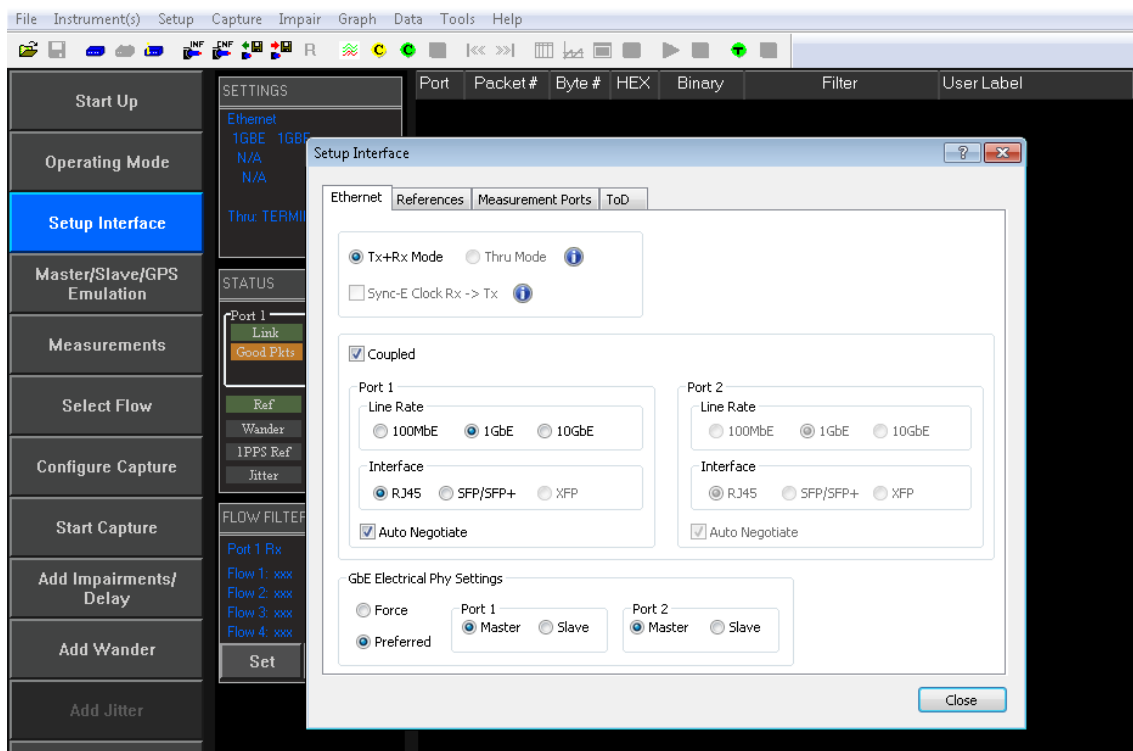 File Instrument(s) Setup Capture Impair Graph Data Tools Help
INF ENF R C C T
Start Up
Operating Mode
Setup Interface
Master/Slave/GPS
Emulation
Measurements
Select Flow
Configure Capture
Start Capture
Add Impairments/
Delay
Add Wander
Add Jitter
SETTINGS
Ethernet
1GBE 1GBE
N/A
N/A
Thru: TERMI
STATUS
Port 1
Link
Good Pkts
Ref
Wander
1PPS Ref
Jitter
FLOW FILTER
Port 1 Rx
Flow 1: xxx
Flow 2: xxx
Flow 3: xxx
Flow 4: xxx
Set
Port Packet # Byte # HEX Binary Filter User Label
Setup Interface ?
Ethernet References Measurement Ports ToD
Tx+Rx Mode Thru Mode i
Sync-E Clock Rx -> Tx i
Coupled
Port 1
Line Rate
100MbE 1GbE 10GbE
Interface
RJ45 SFP/SFP+ XFP
Auto Negotiate
Port 2
Line Rate
100MbE 1GbE 10GbE
Interface
RJ45 SFP/SFP+ XFP
Auto Negotiate
GbE Electrical Phy Settings
Force
Preferred
Port 1
Master Slave
Port 2
Master Slave
Close